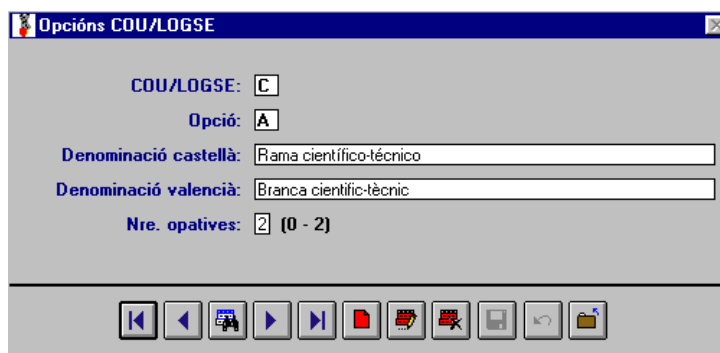 Opcións COU/LOGSE
COU/LOGSE: C
Opció: A
Denominació castellà: Rama científico-técnico
Denominació valencià: Branca cientific-tècnic
Nre. opatives: 2 (0 - 2)